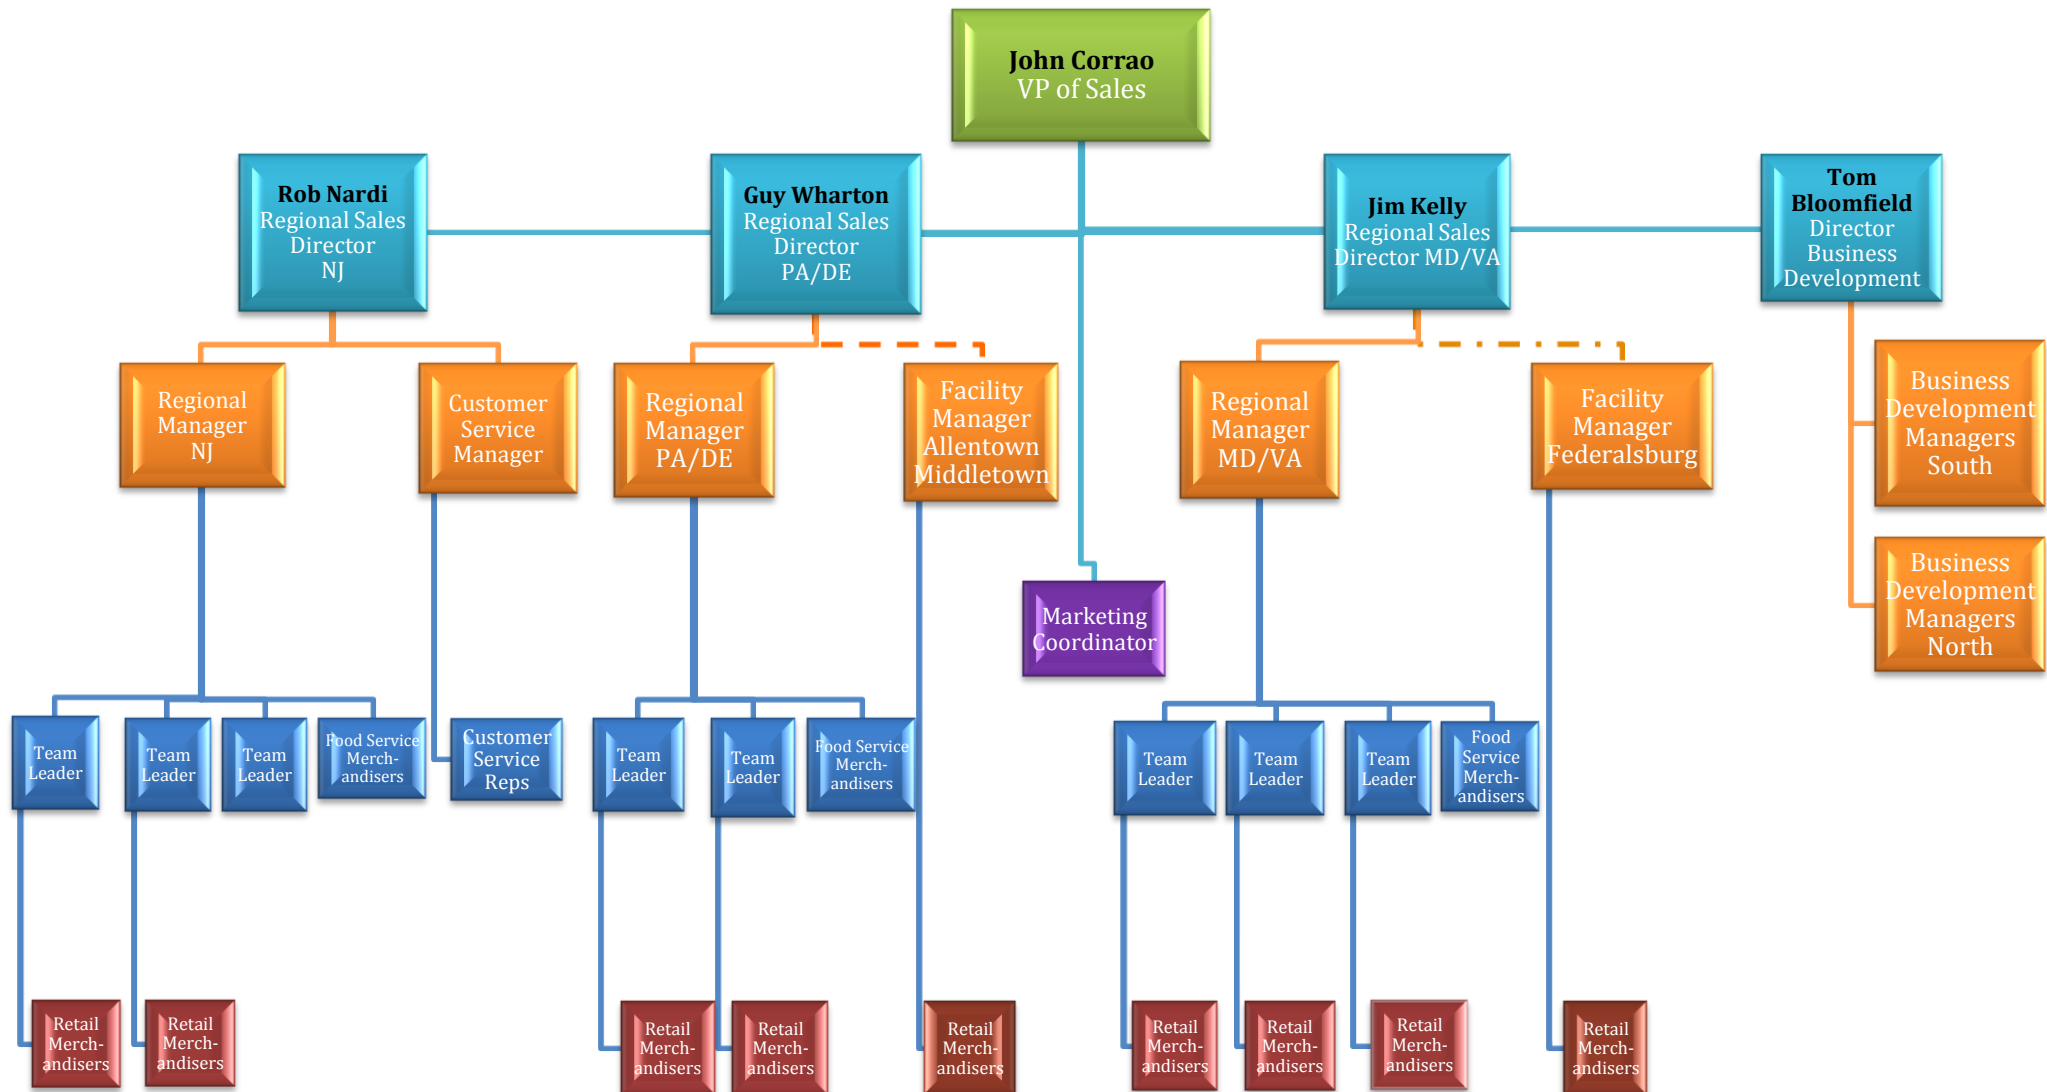 John Corrao
VP of Sales
Rob Nardi
Regional Sales
Director
NJ
Guy Wharton
Regional Sales
Director
PA/DE
Jim Kelly
Regional Sales
Director MD/VA
Tom
Bloomfield
Director
Business
Development
Regional
Manager
NJ
Customer
Service
Manager
Regional
Manager
PA/DE
Facility
Manager
Allentown
Middletown
Regional
Manager
MD/VA
Facility
Manager
Federalsburg
Business
Development
Managers
South
Business
Development
Managers
North
Marketing
Coordinator
Team
Leader
Team
Leader
Team
Leader
Food Service
Merch-
andisers
Customer
Service
Reps
Team
Leader
Team
Leader
Food Service
Merch-
andisers
Team
Leader
Team
Leader
Team
Leader
Food
Service
Merch-
andisers
Retail
Merch-
andisers
Retail
Merch-
andisers
Retail
Merch-
andisers
Retail
Merch-
andisers
Retail
Merch-
andisers
Retail
Merch-
andisers
Retail
Merch-
andisers
Retail
Merch-
andisers
Retail
Merch-
andisers